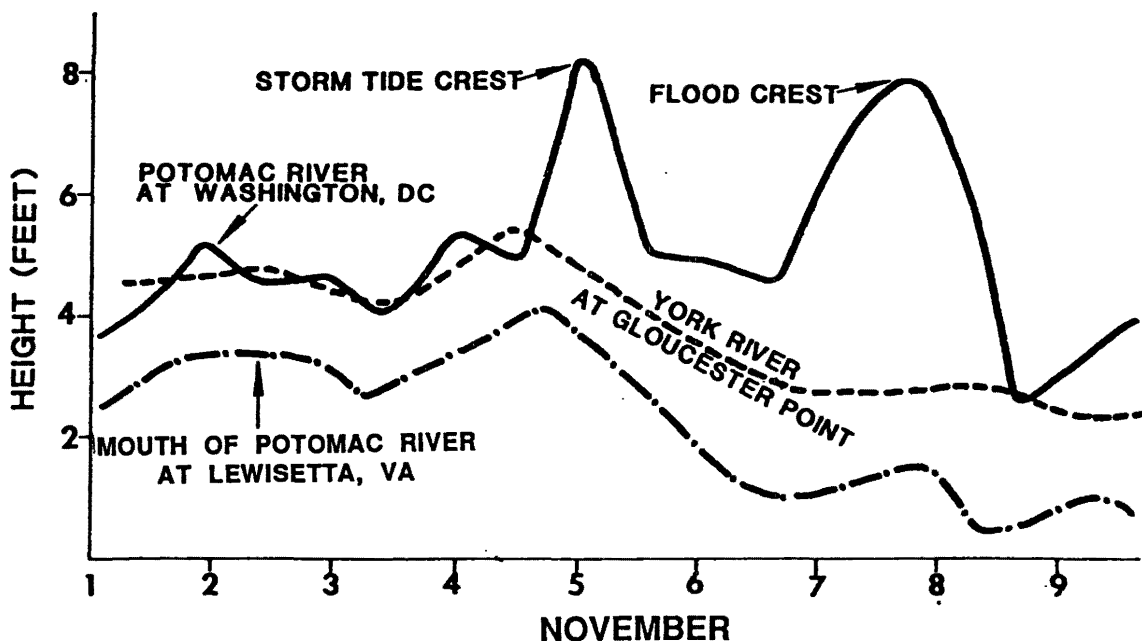 STORM TIDE CREST
FLOOD CREST
POTOMAC RIVER
AT WASHINGTON, DC
YORK RIVER
AT GLOUCESTER POINT
MOUTH OF POTOMAC RIVER
AT LEWISETTA, VA
HEIGHT (FEET)
8
6
4
2
1 2 3 4 5 6 7 8 9
NOVEMBER